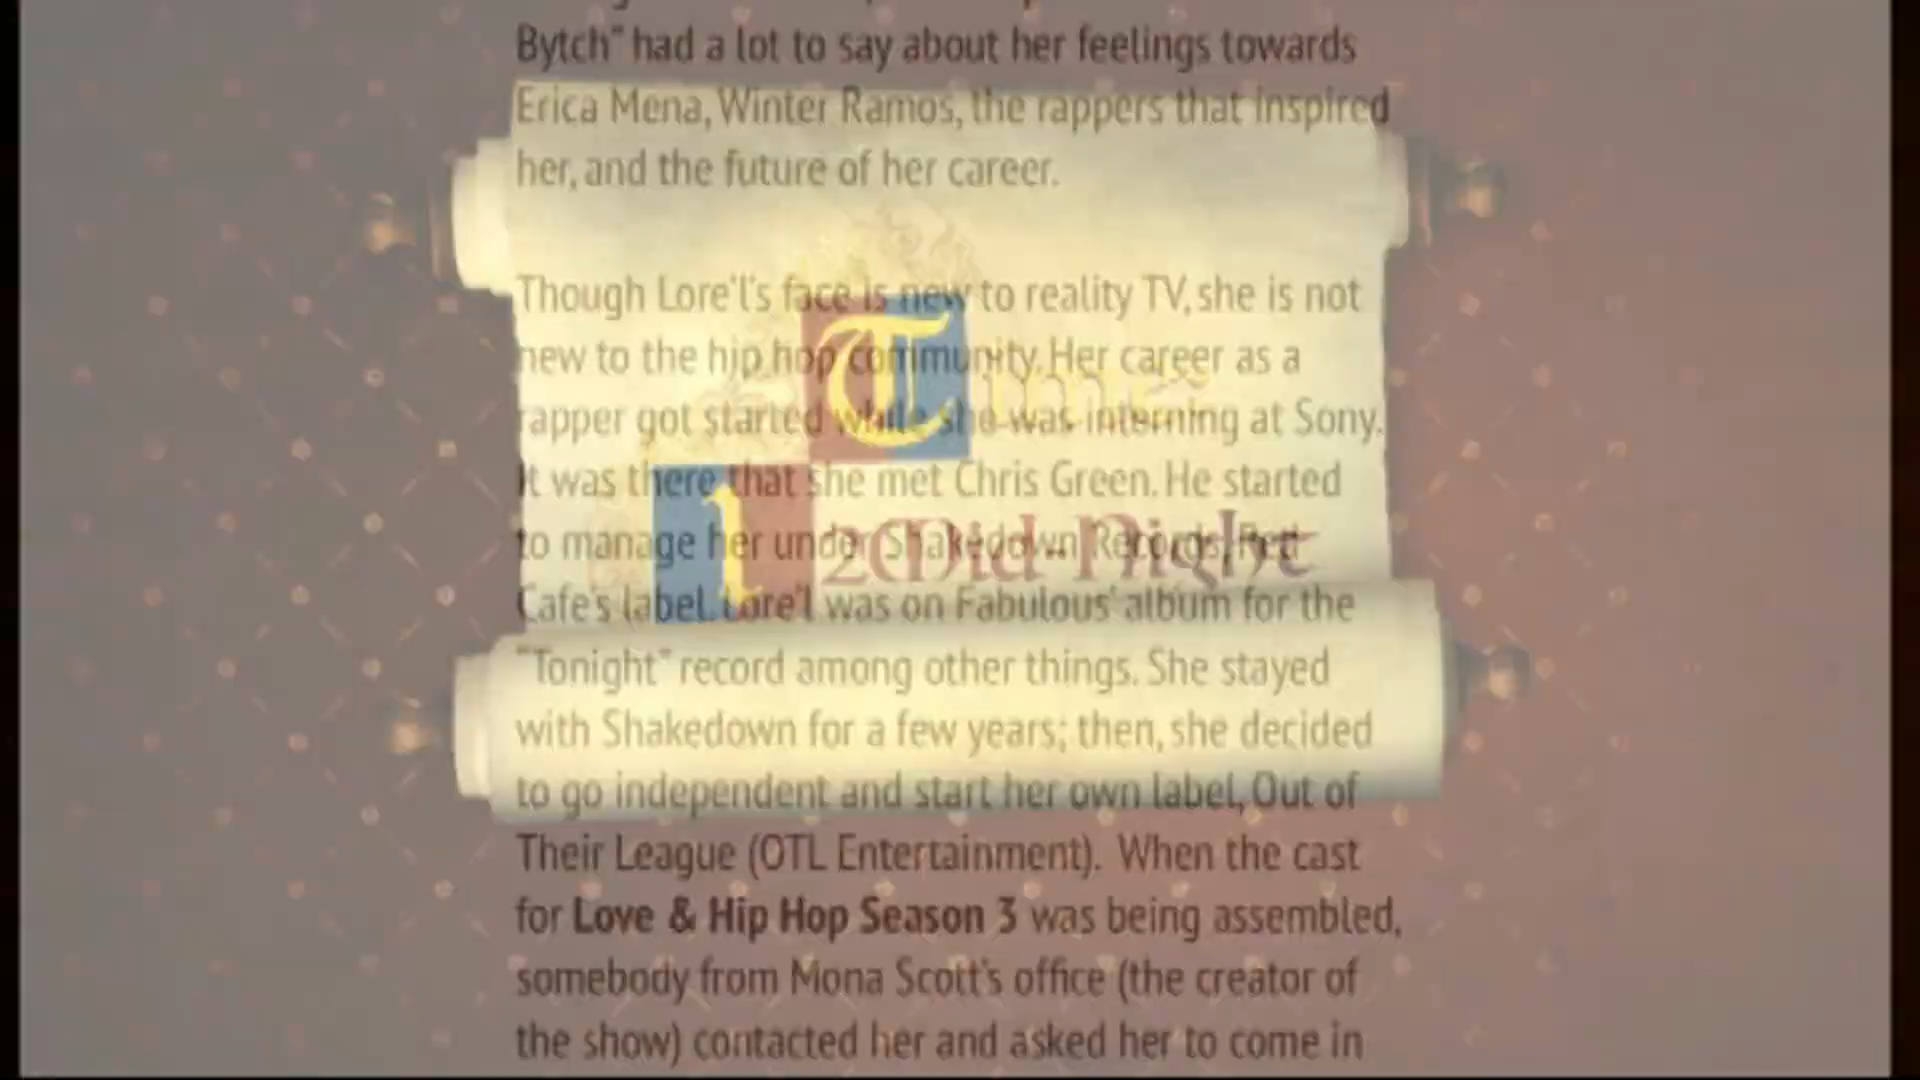 Bytch" had a lot to say about her feelings towards
Erica Mena, Winter Ramos, the rappers that inspired
her, and the future of her career.
Though Lore'l's face is new to reality TV, she is not
new to the hip hop community. Her career as a
rapper got started while she was interning at Sony.
It was there that she met Chris Green. He started
to manage her under Shakedown Records, Red
Cafe's label. Lore'l was on Fabulous' album for the
"Tonight" record among other things. She stayed
with Shakedown for a few years; then, she decided
to go independent and start her own label, Out of
Their League (OTL Entertainment). When the cast
for Love & Hip Hop Season 3 was being assembled,
somebody from Mona Scott's office (the creator of
the show) contacted her and asked her to come in
Time
12 Mid-Night